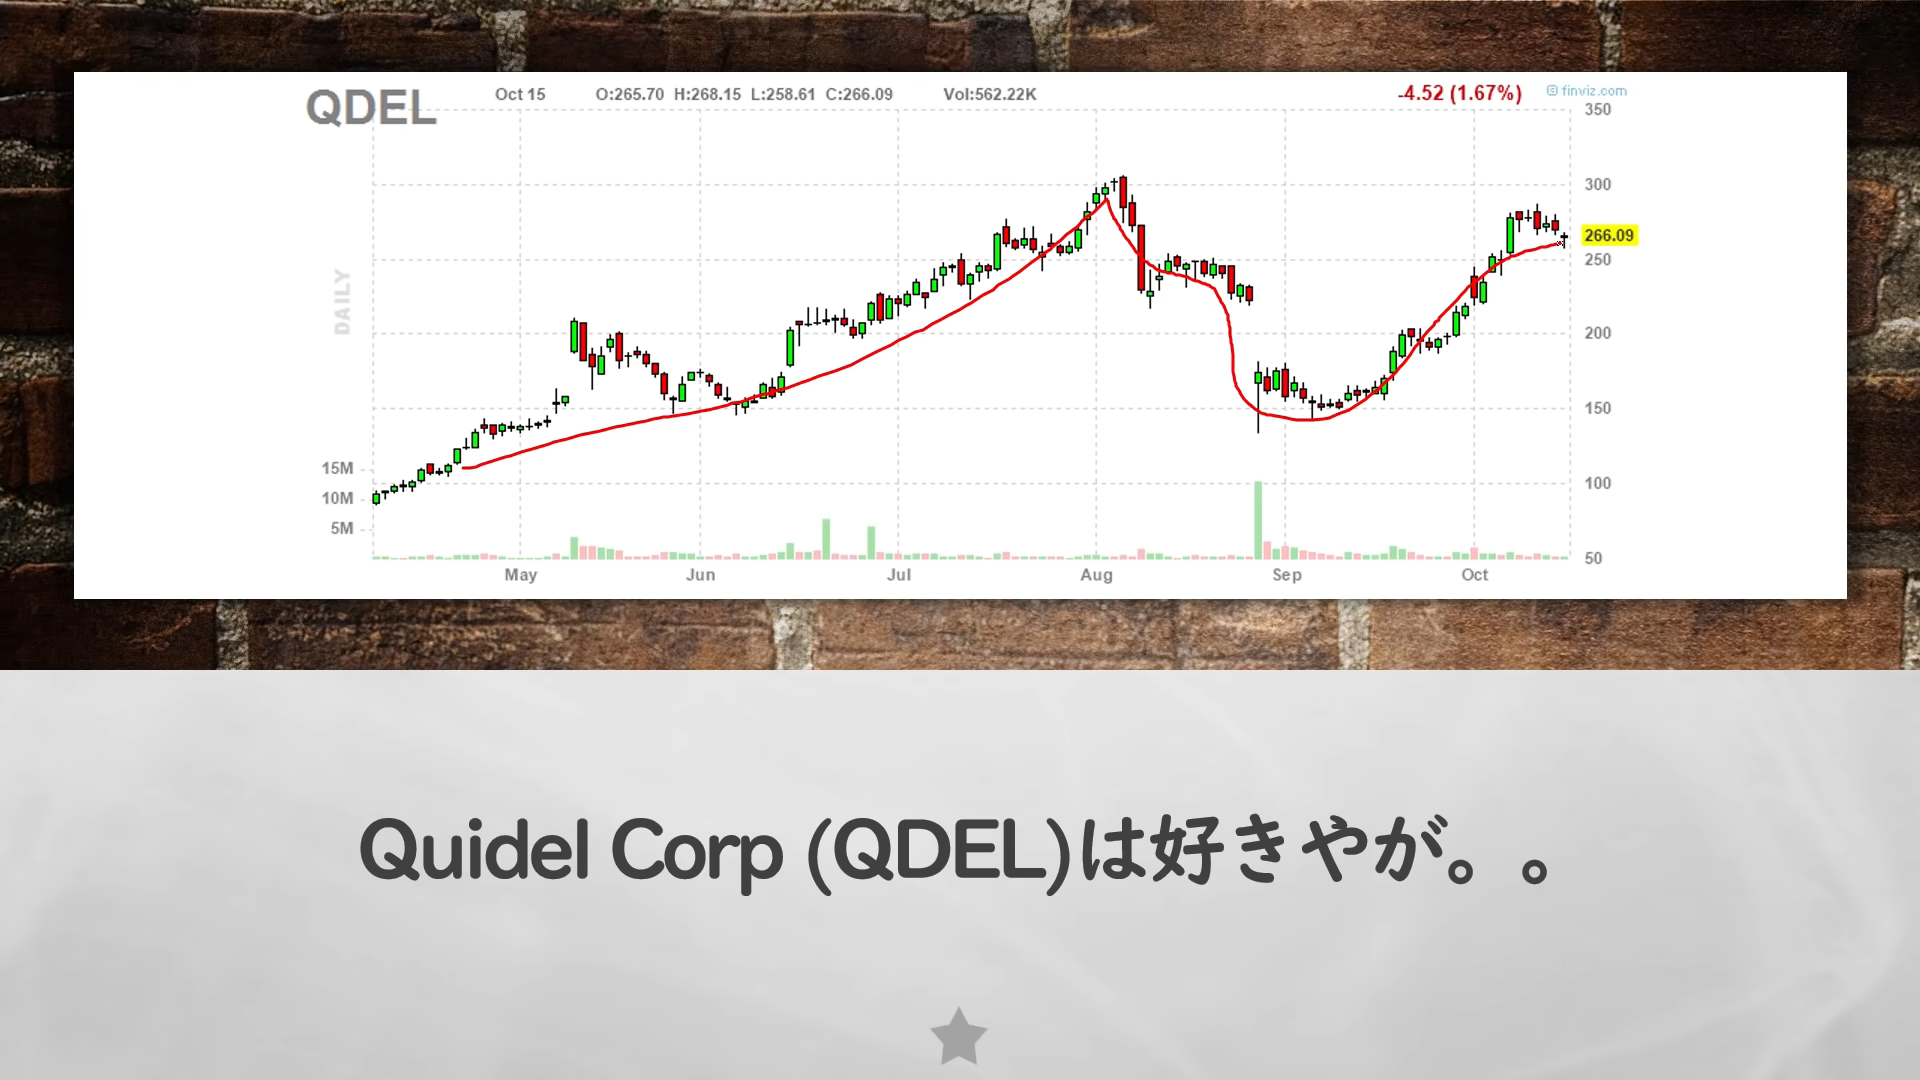 QDEL Oct 15 O:265.70 H:268.15 L:258.61 C:266.09 Vol:562.22K -4.52 (1.67%) © finviz.com
350
300
266.09
250
200
150
100
50
DAILY
15M
10M
5M
May Jun Jul Aug Sep Oct
Quidel Corp (QDEL)は好きやが。。